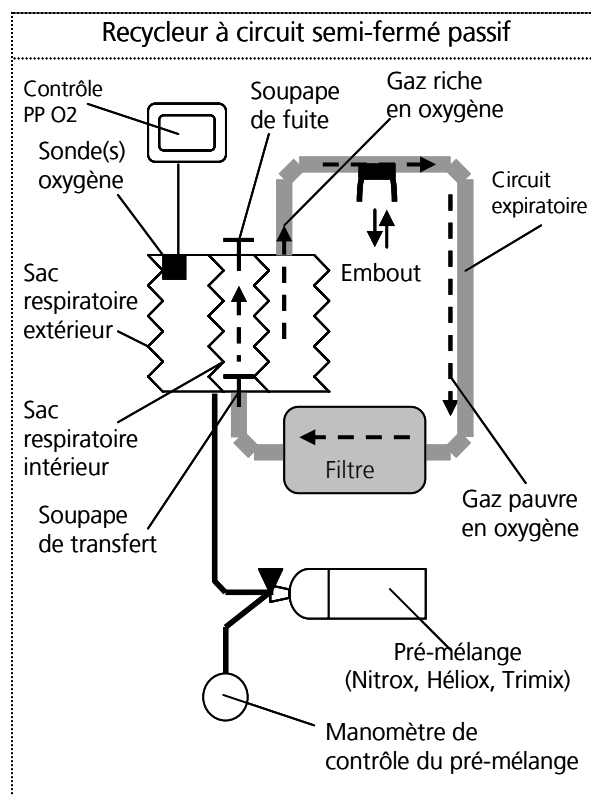 Recycleur à circuit semi-fermé passif
Contrôle
PP O2
Soupape
de fuite
Gaz riche
en oxygène
Sonde(s)
oxygène
Circuit
expiratoire
Embout
Sac
respiratoire
extérieur
Sac
respiratoire
intérieur
Filtre
Soupape
de transfert
Gaz pauvre
en oxygène
Pré-mélange
(Nitrox, Héliox, Trimix)
Manomètre de
contrôle du pré-mélange